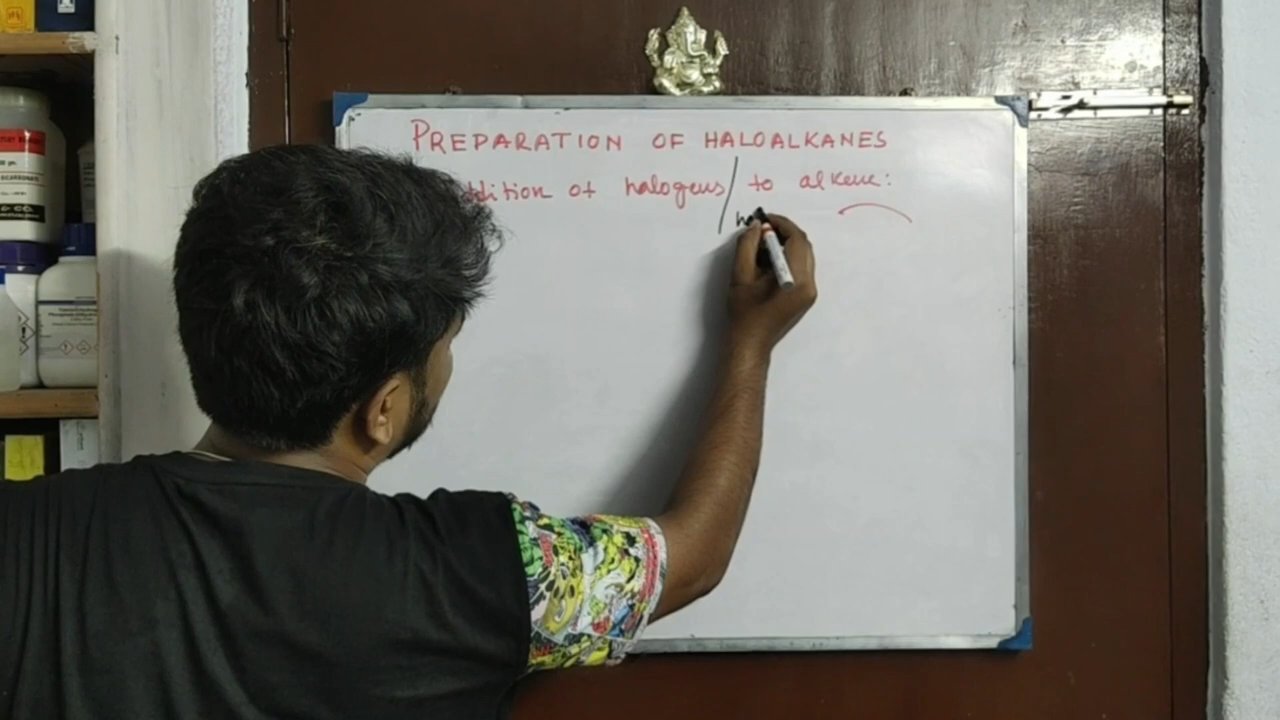 PREPARATION OF HALOALKANES
ddition of halogens / to alkene: